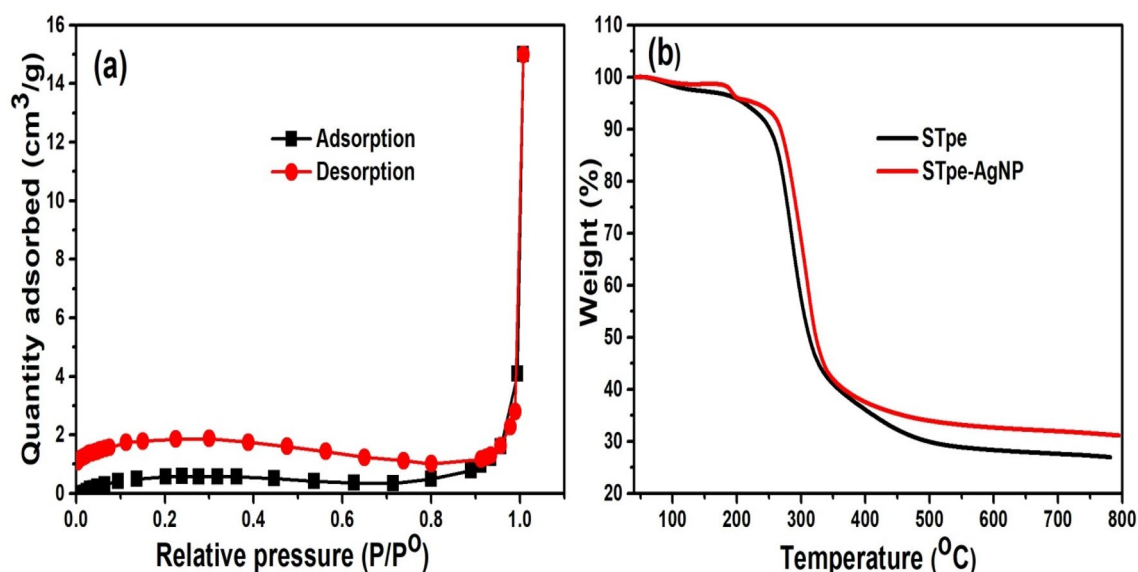 (a)
Quantity adsorbed (cm³/g)
16
14
12
10
8
6
4
2
0
Adsorption
Desorption
0.0 0.2 0.4 0.6 0.8 1.0
Relative pressure (P/P⁰)
(b)
Weight (%)
110
100
90
80
70
60
50
40
30
20
STpe
STpe-AgNP
100 200 300 400 500 600 700 800
Temperature (⁰C)